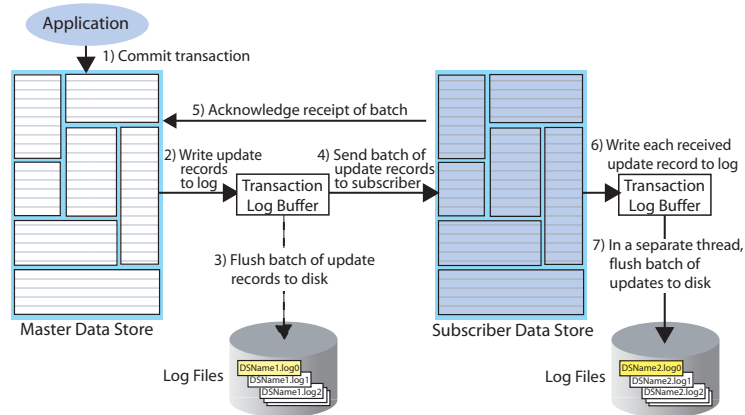 Application
1) Commit transaction
5) Acknowledge receipt of batch
2) Write update
records
to log
4) Send batch of
update records
to subscriber
6) Write each received
update record to log
Transaction
Log Buffer
Transaction
Log Buffer
3) Flush batch of update
records to disk
7) In a separate thread,
flush batch of
updates to disk
Master Data Store
Subscriber Data Store
Log Files
DSName1.log0
DSName1.log1
DSName1.log2
Log Files
DSName2.log0
DSName2.log1
DSName2.log2